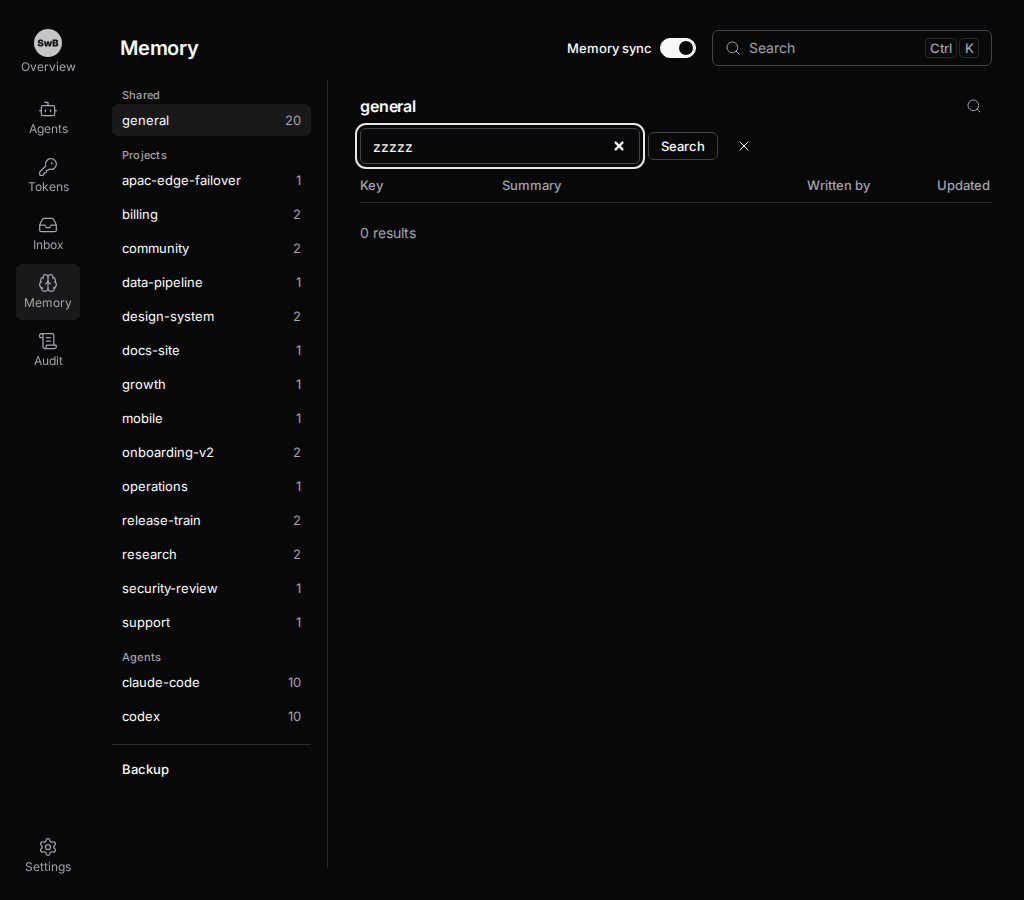 SwB
Overview
Agents
Tokens
Inbox
Memory
Audit
Settings
Memory
Memory sync
Search
Ctrl K
Shared
general 20
Projects
apac-edge-failover 1
billing 2
community 2
data-pipeline 1
design-system 2
docs-site 1
growth 1
mobile 1
onboarding-v2 2
operations 1
release-train 2
research 2
security-review 1
support 1
Agents
claude-code 10
codex 10
Backup
general
zzzzz
Search
Key Summary Written by Updated
0 results